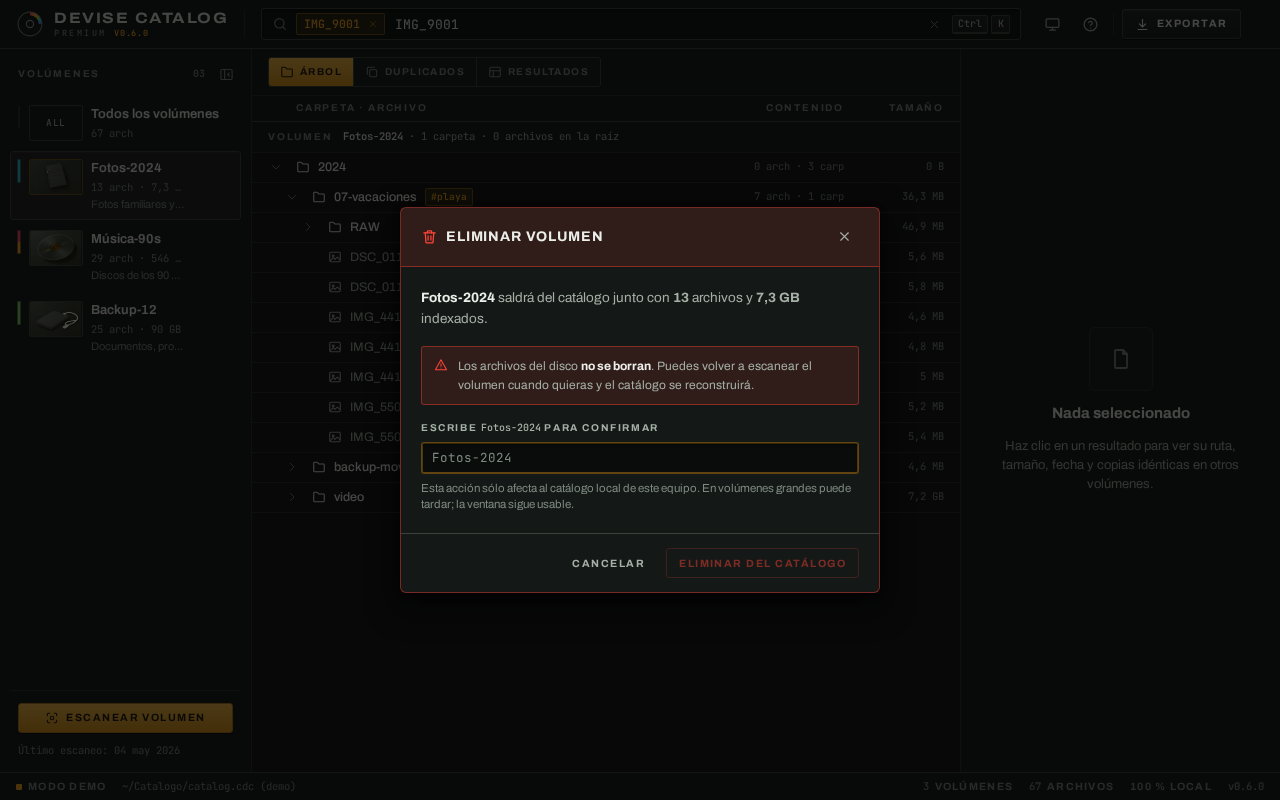 DEVISE CATALOG
PREMIUM V0.6.0
IMG_9001 × IMG_9001
Ctrl K
EXPORTAR
VOLÚMENES 03
ALL
Todos los volúmenes
67 arch
Fotos-2024
13 arch · 7,3 …
Fotos familiares y…
Música-90s
29 arch · 546 …
Discos de los 90 …
Backup-12
25 arch · 90 GB
Documentos, pro…
ESCANEAR VOLUMEN
Último escaneo: 04 may 2026
ÁRBOL DUPLICADOS RESULTADOS
CARPETA · ARCHIVO CONTENIDO TAMAÑO
VOLUMEN Fotos-2024 · 1 carpeta · 0 archivos en la raíz
2024 0 arch · 3 carp 0 B
07-vacaciones #playa 7 arch · 1 carp 36,3 MB
RAW 46,9 MB
DSC_011 5,6 MB
DSC_011 5,8 MB
IMG_441 4,6 MB
IMG_441 4,8 MB
IMG_441 5 MB
IMG_550 5,2 MB
IMG_550 5,4 MB
backup-mov 4,6 MB
video 7,2 GB
ELIMINAR VOLUMEN
Fotos-2024 saldrá del catálogo junto con 13 archivos y 7,3 GB
indexados.
Los archivos del disco no se borran. Puedes volver a escanear el
volumen cuando quieras y el catálogo se reconstruirá.
ESCRIBE Fotos-2024 PARA CONFIRMAR
Fotos-2024
Esta acción sólo afecta al catálogo local de este equipo. En volúmenes grandes puede
tardar; la ventana sigue usable.
CANCELAR ELIMINAR DEL CATÁLOGO
Nada seleccionado
Haz clic en un resultado para ver su ruta,
tamaño, fecha y copias idénticas en otros
volúmenes.
MODO DEMO ~/Catalogo/catalog.cdc (demo)
3 VOLÚMENES 67 ARCHIVOS 100 % LOCAL v0.6.0